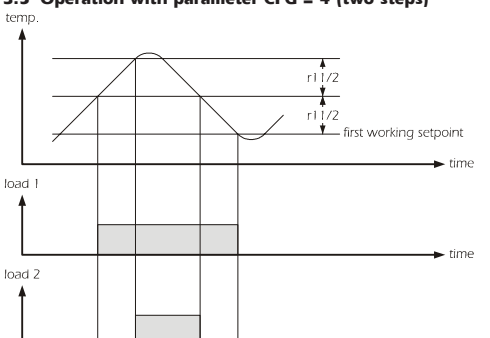 3.3 Operation with parameter CFG = 4 (two steps)
temp.
r11/2
r11/2
first working setpoint
time
load 1
time
load 2